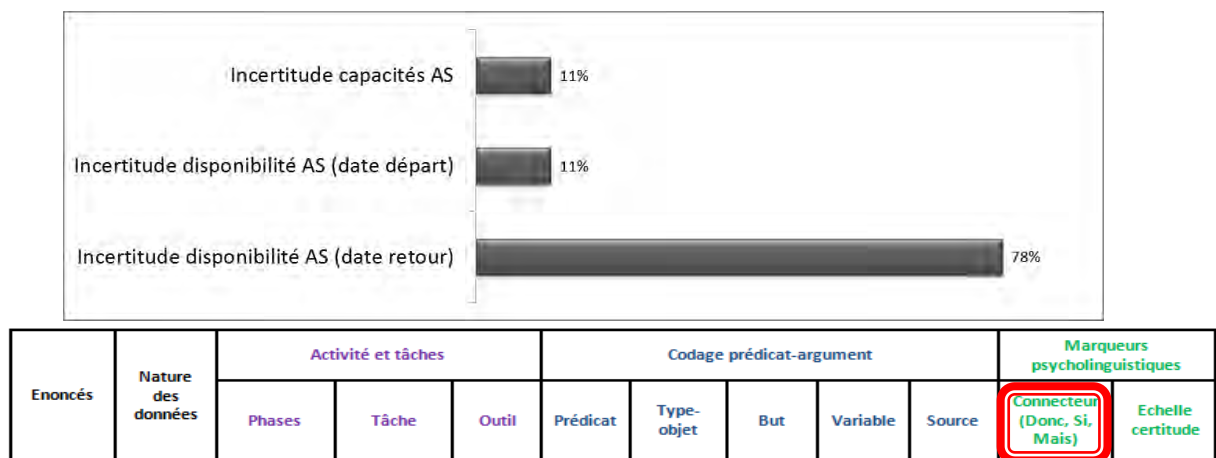 Incertitude capacités AS
11%
Incertitude disponibilité AS (date départ)
11%
Incertitude disponibilité AS (date retour)
78%
Enoncés
Nature
des
données
Activité et tâches
Codage prédicat-argument
Marqueurs
psycholinguistiques
Phases
Tâche
Outil
Prédicat
Type-
objet
But
Variable
Source
Connecteur
(Donc, Si,
Mais)
Echelle
certitude